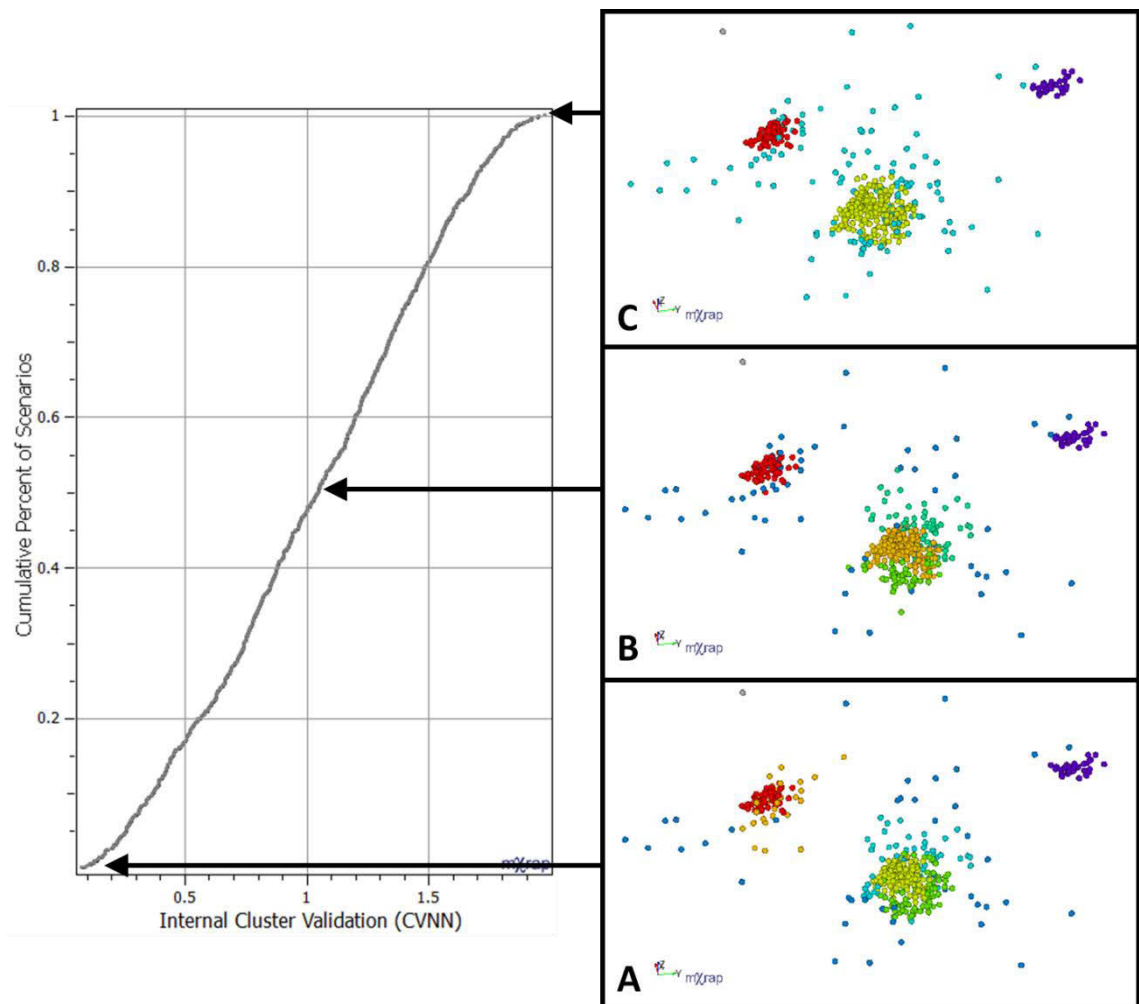 1
0.8
0.6
0.4
0.2
Cumulative Percent of Scenarios
0.5
1
1.5
Internal Cluster Validation (CVNN)
mχrap
C
Z
Y
mχrap
B
Z
Y
mχrap
A
Z
Y
mχrap